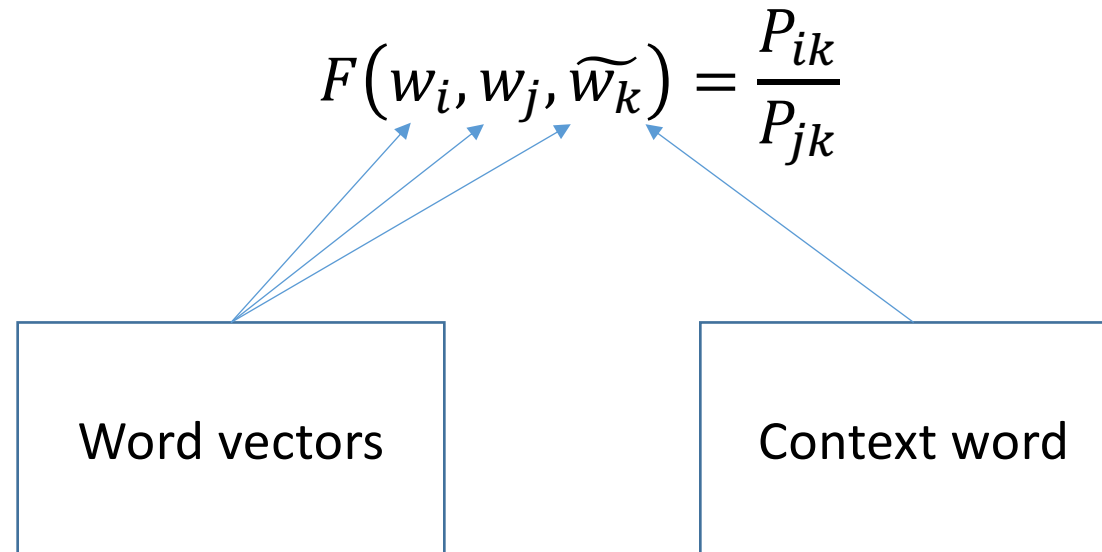 F(w_i, w_j, \widetilde{w_k}) = \frac{P_{ik}}{P_{jk}}
Word vectors
Context word